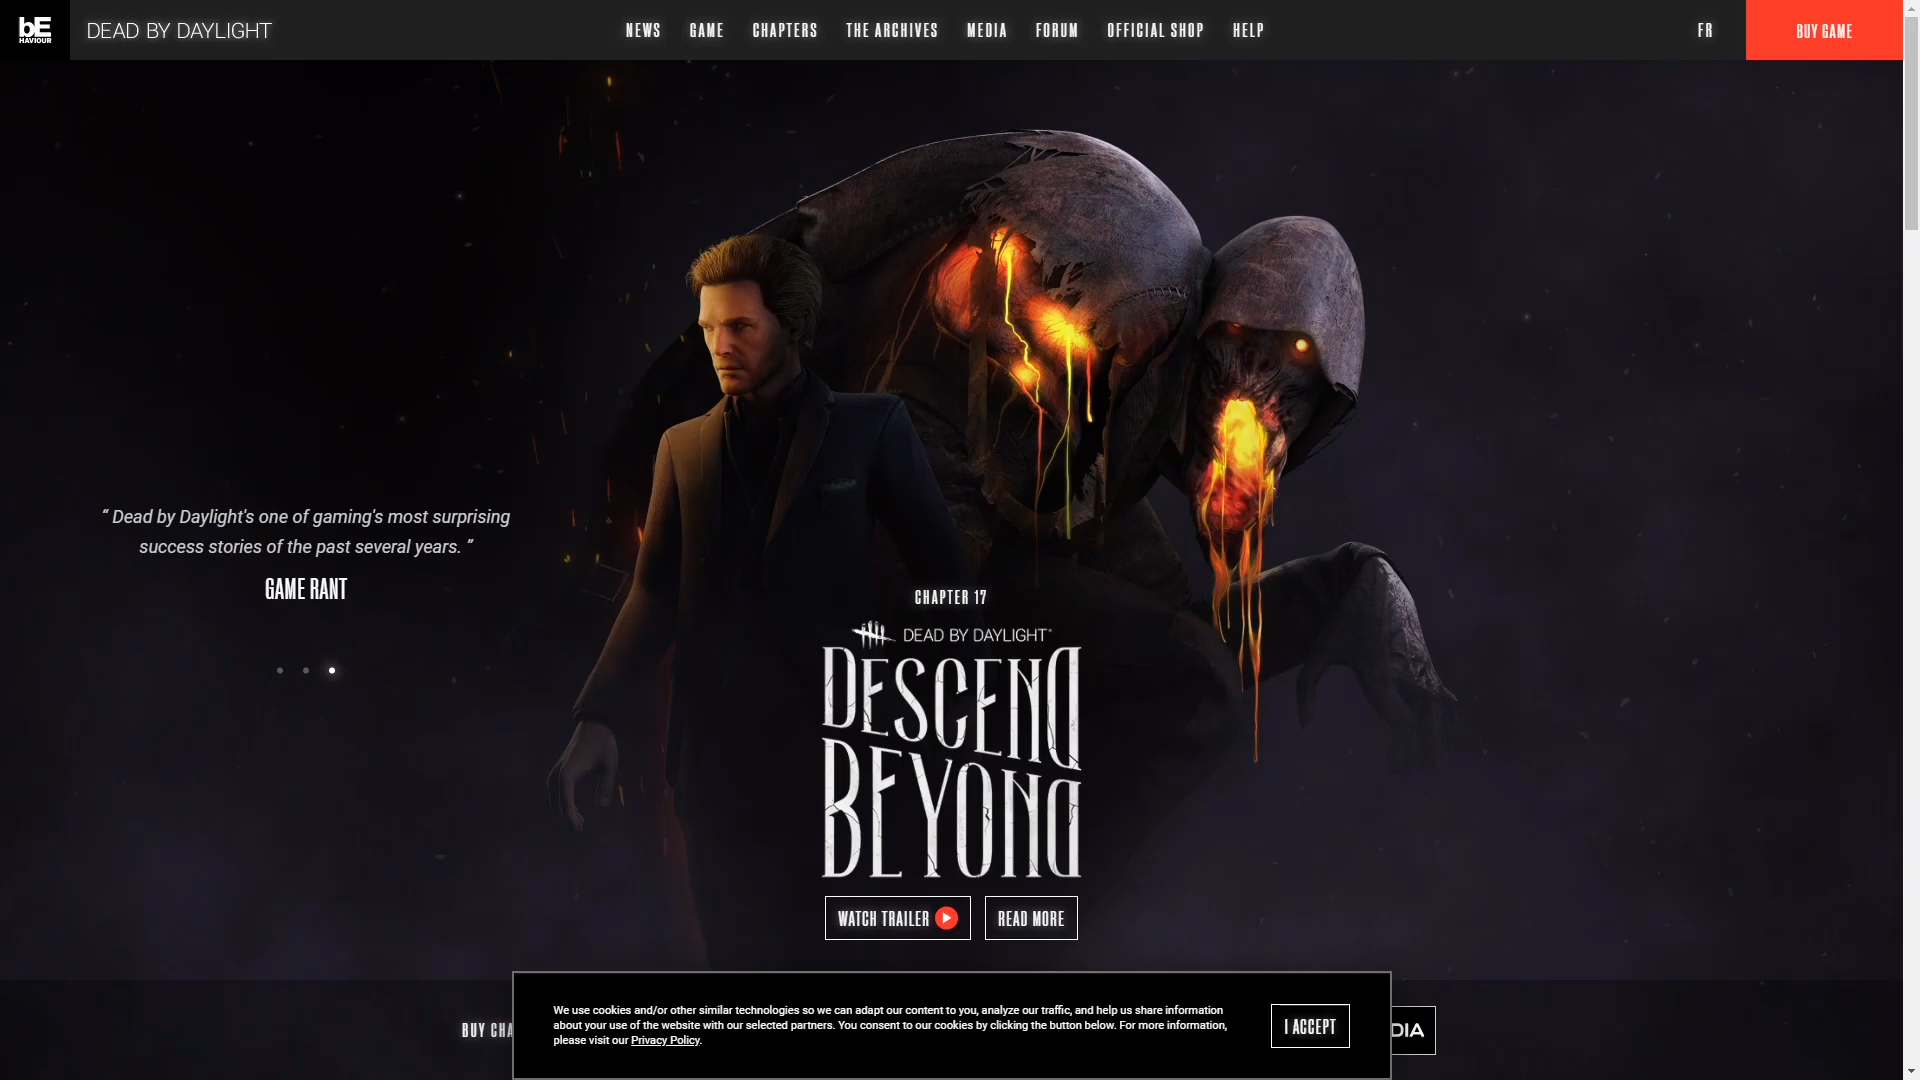 bE
HAVIOUR
DEAD BY DAYLIGHT
NEWS
GAME
CHAPTERS
THE ARCHIVES
MEDIA
FORUM
OFFICIAL SHOP
HELP
FR
BUY GAME
“ Dead by Daylight's one of gaming's most surprising
success stories of the past several years. ”
GAME RANT
CHAPTER 17
DEAD BY DAYLIGHT
DESCEND
BEYOND
WATCH TRAILER
READ MORE
BUY CHA
DIA
We use cookies and/or other similar technologies so we can adapt our content to you, analyze our traffic, and help us share information
about your use of the website with our selected partners. You consent to our cookies by clicking the button below. For more information,
please visit our Privacy Policy.
I ACCEPT